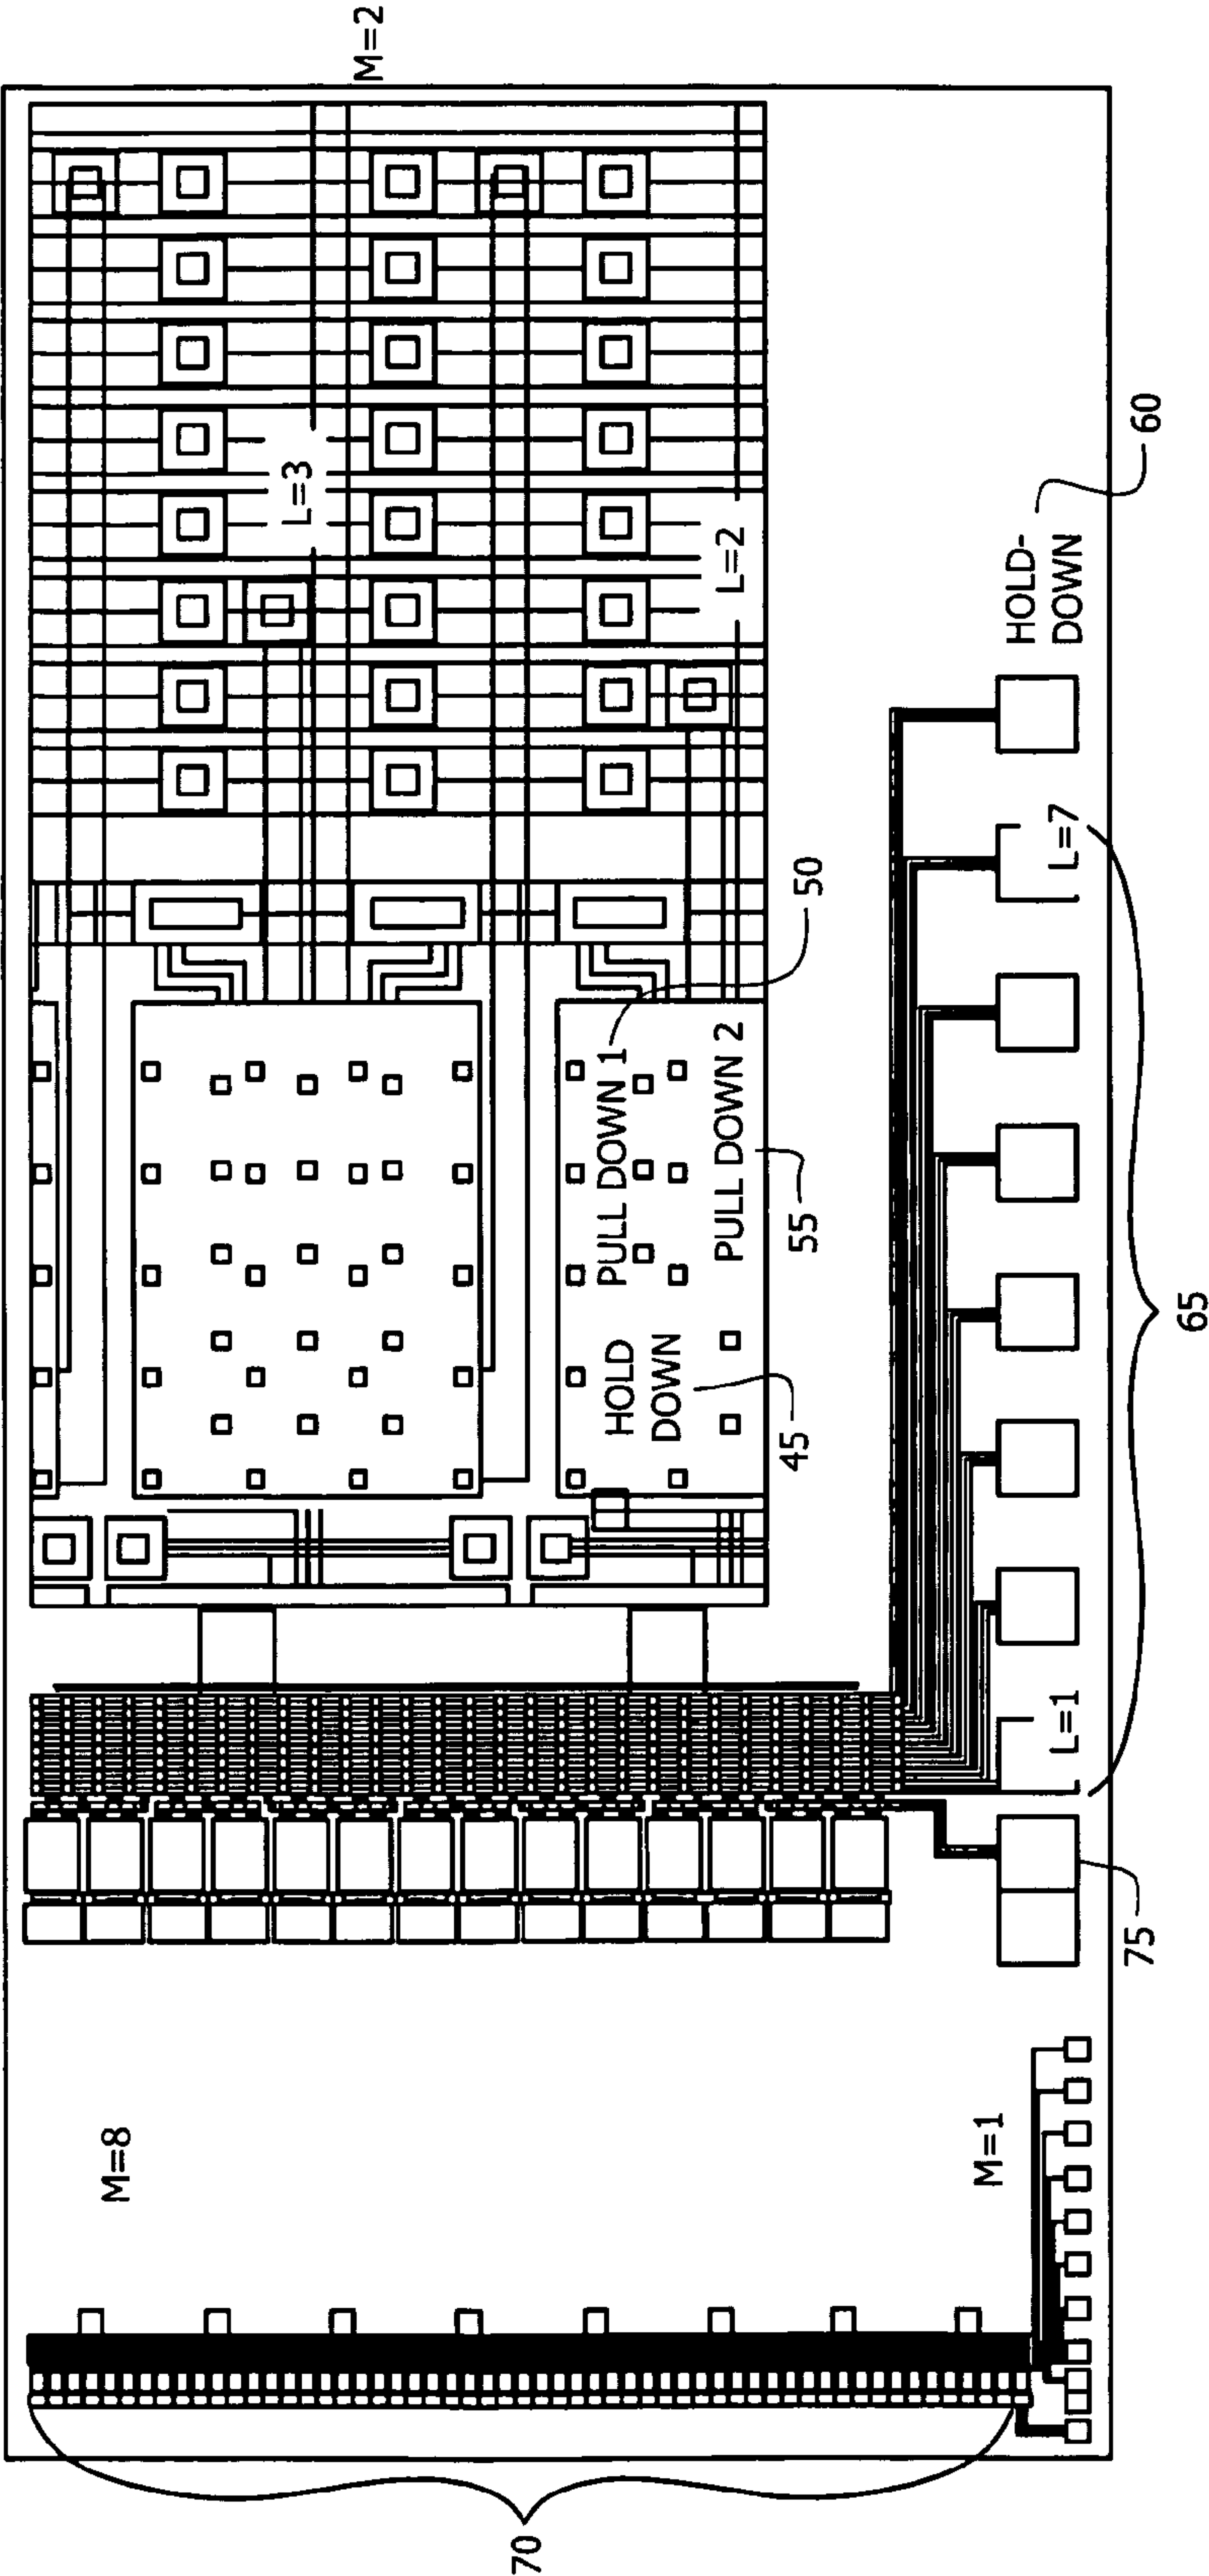 M=2
L=3
L=2
60
HOLD-
DOWN
50
PULL DOWN 1
PULL DOWN 2
55
HOLD
DOWN
45
L=7
65
L=1
75
M=8
M=1
70